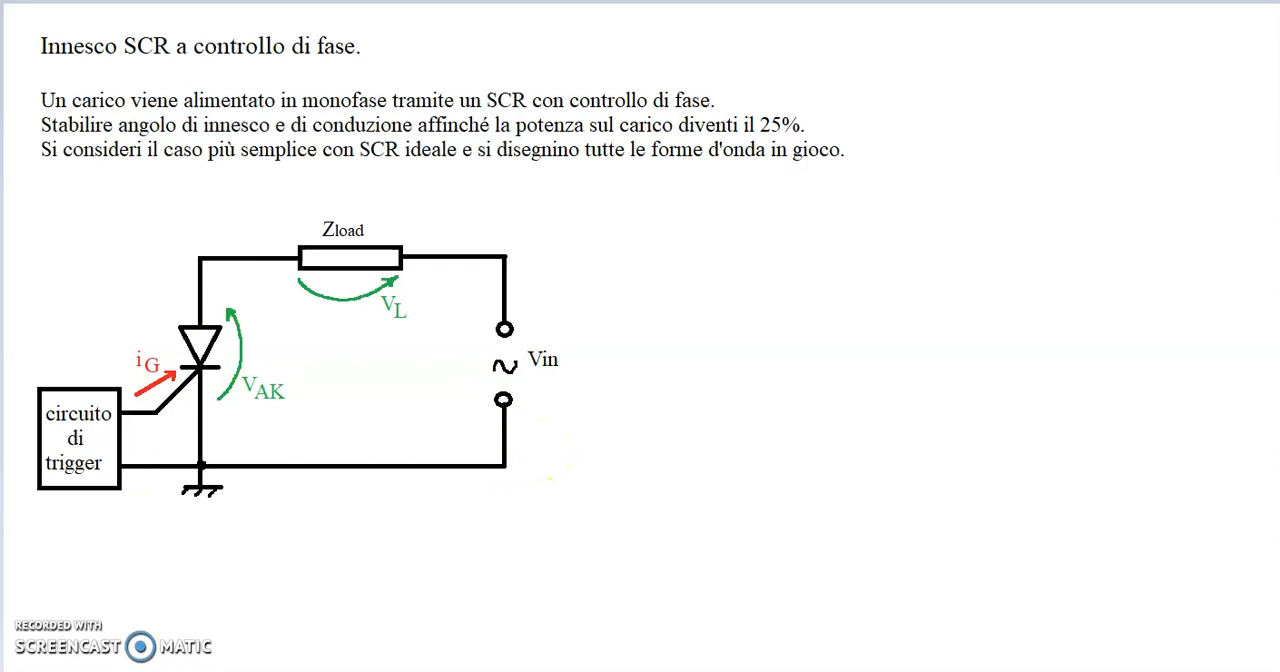 Innesco SCR a controllo di fase.
Un carico viene alimentato in monofase tramite un SCR con controllo di fase.
Stabilire angolo di innesco e di conduzione affinché la potenza sul carico diventi il 25%.
Si consideri il caso più semplice con SCR ideale e si disegnino tutte le forme d'onda in gioco.
Zload
VL
Vin
iG
VAK
circuito
di
trigger
RECORDED WITH
SCREENCAST MATIC